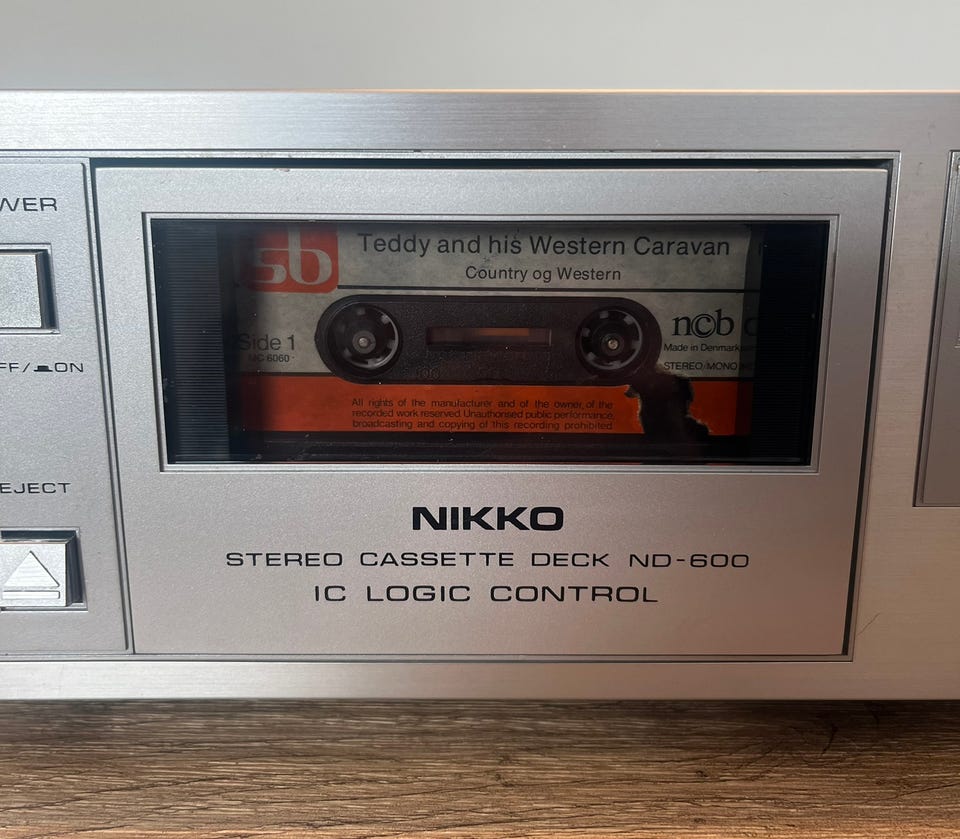 WER
FF/ ON
EJECT
sb
Teddy and his Western Caravan
Country og Western
Side 1
MC 6060
100
ncb
Made in Denmark
STEREO/MONO
All rights of the manufacturer and of the owner of the
recorded work reserved. Unauthorised public performance,
broadcasting and copying of this recording prohibited
NIKKO
STEREO CASSETTE DECK ND-600
IC LOGIC CONTROL